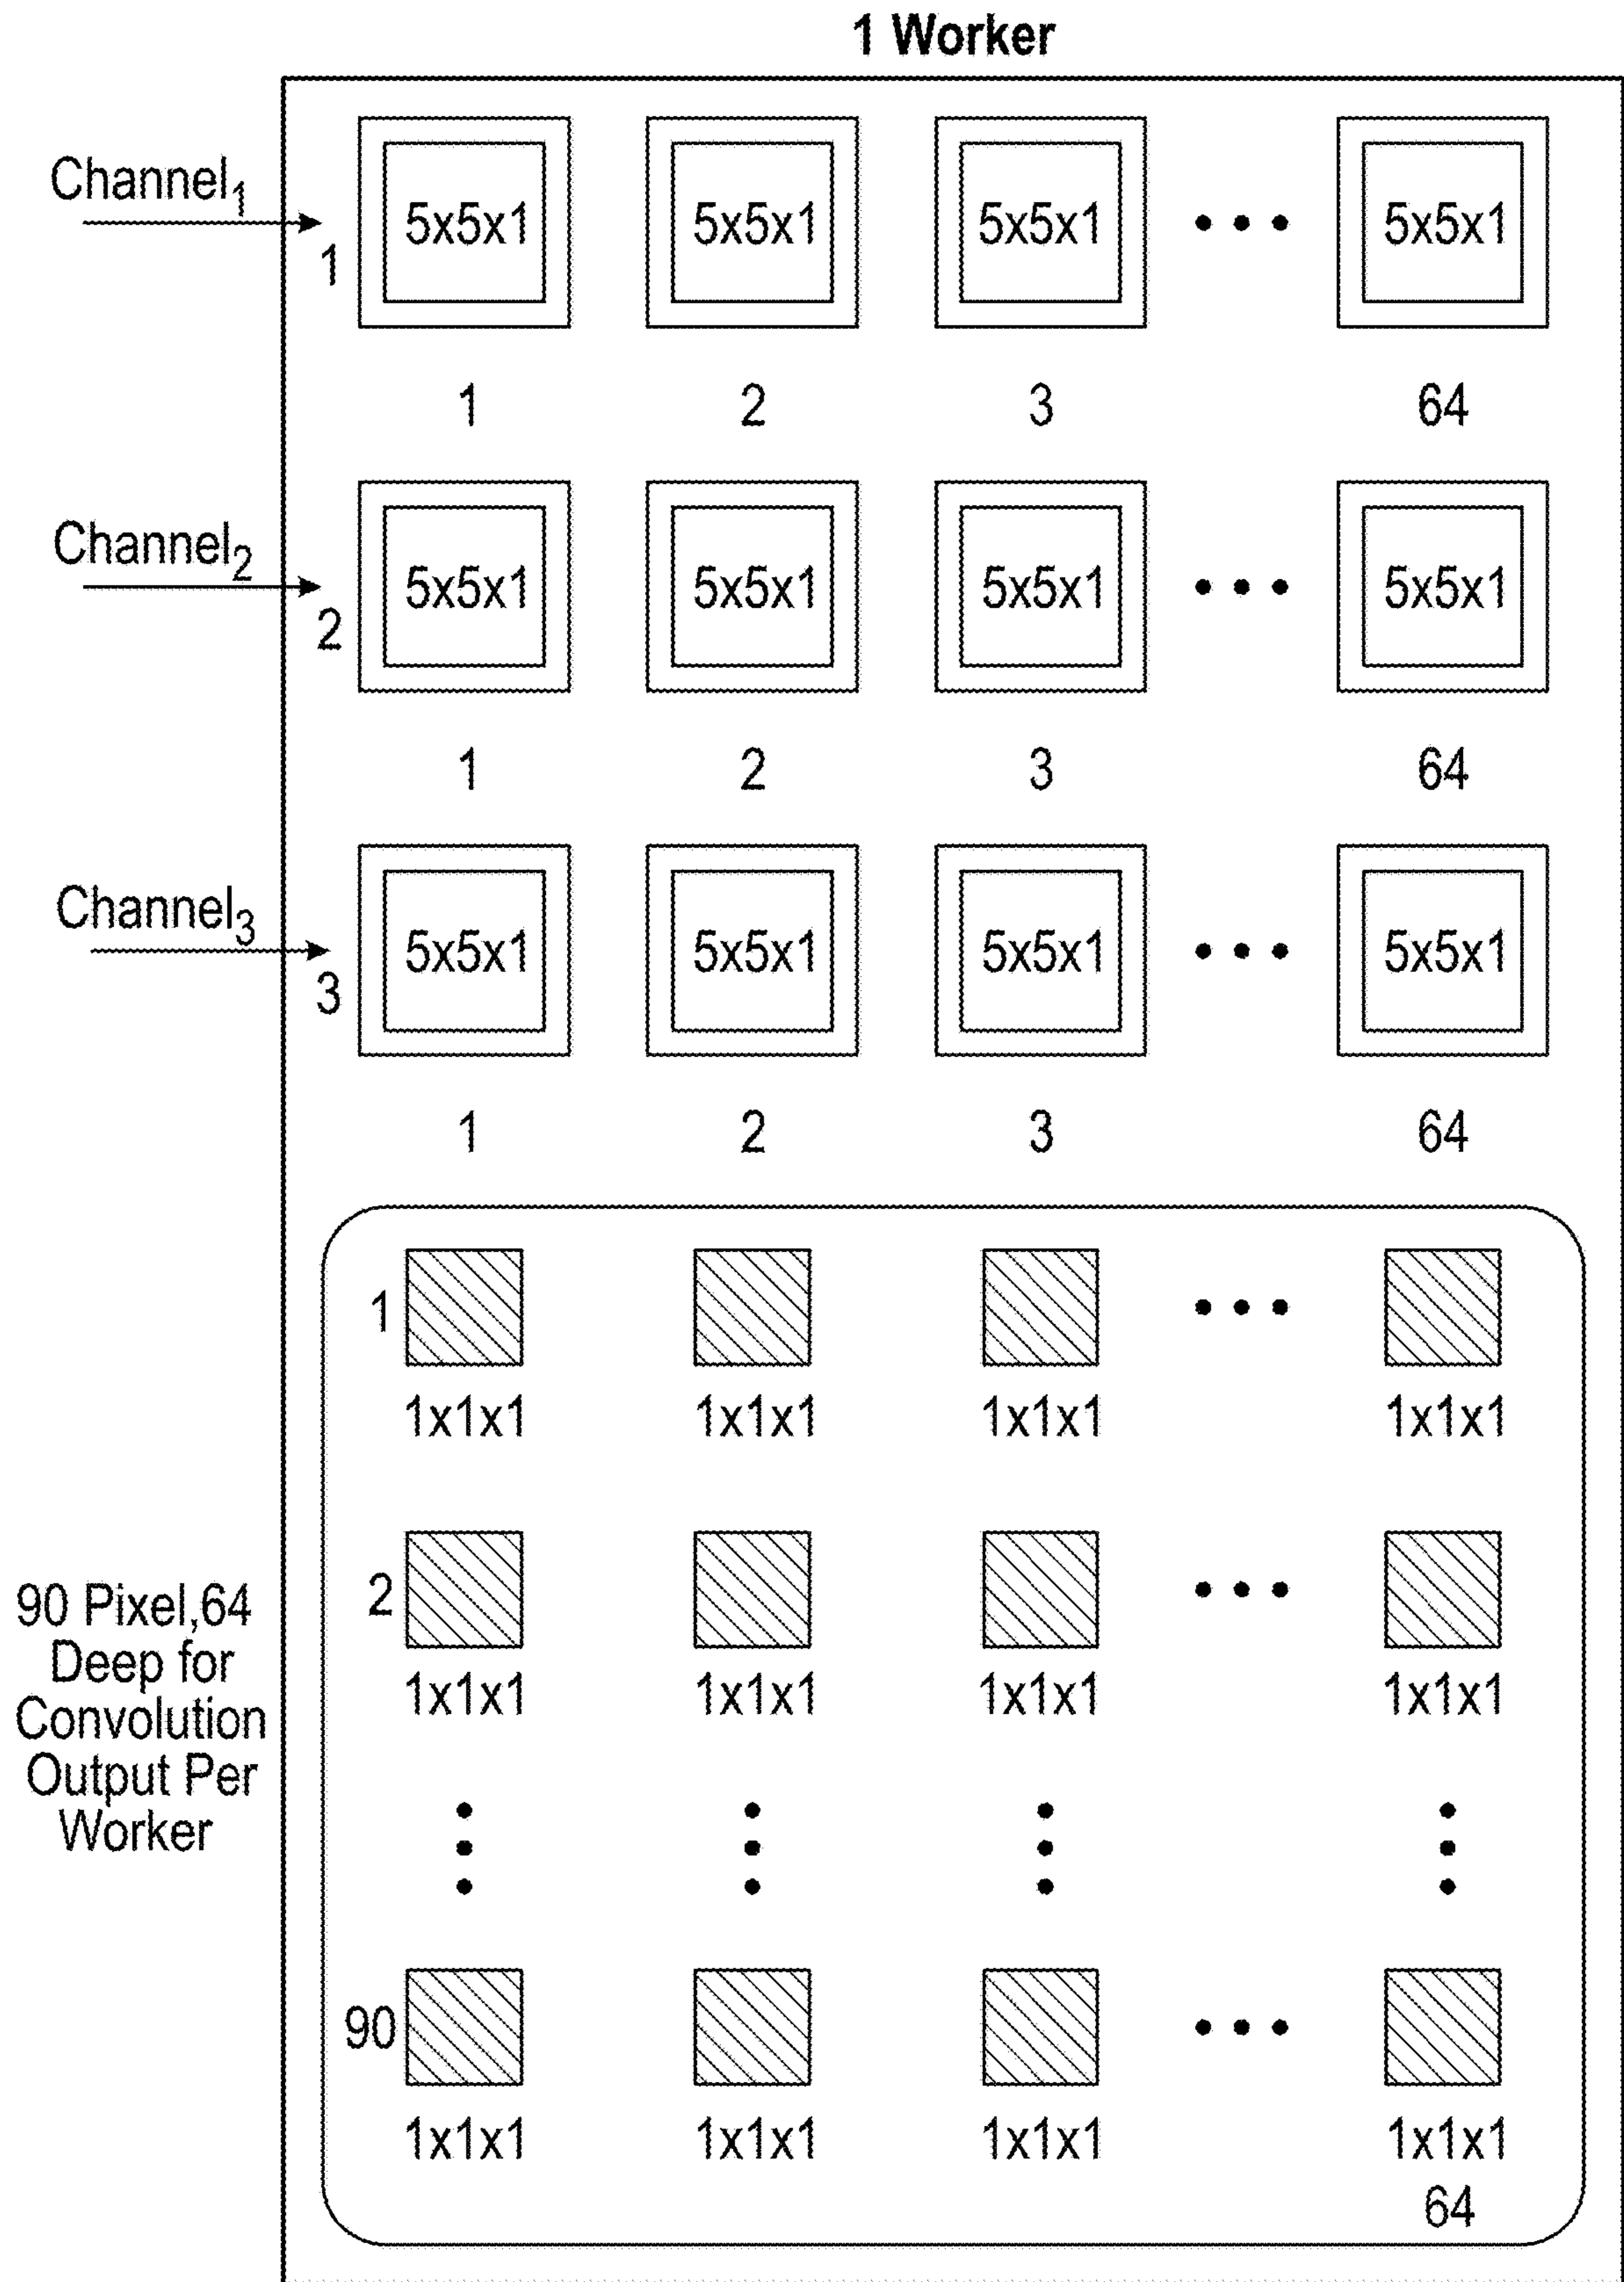 1 Worker
Channel1
1 5x5x1 5x5x1 5x5x1 5x5x1
1 2 3 64
Channel2
2 5x5x1 5x5x1 5x5x1 5x5x1
1 2 3 64
Channel3
3 5x5x1 5x5x1 5x5x1 5x5x1
1 2 3 64
90 Pixel,64
Deep for
Convolution
Output Per
Worker
1
1x1x1 1x1x1 1x1x1 1x1x1
2
1x1x1 1x1x1 1x1x1 1x1x1
90
1x1x1 1x1x1 1x1x1 1x1x1
64